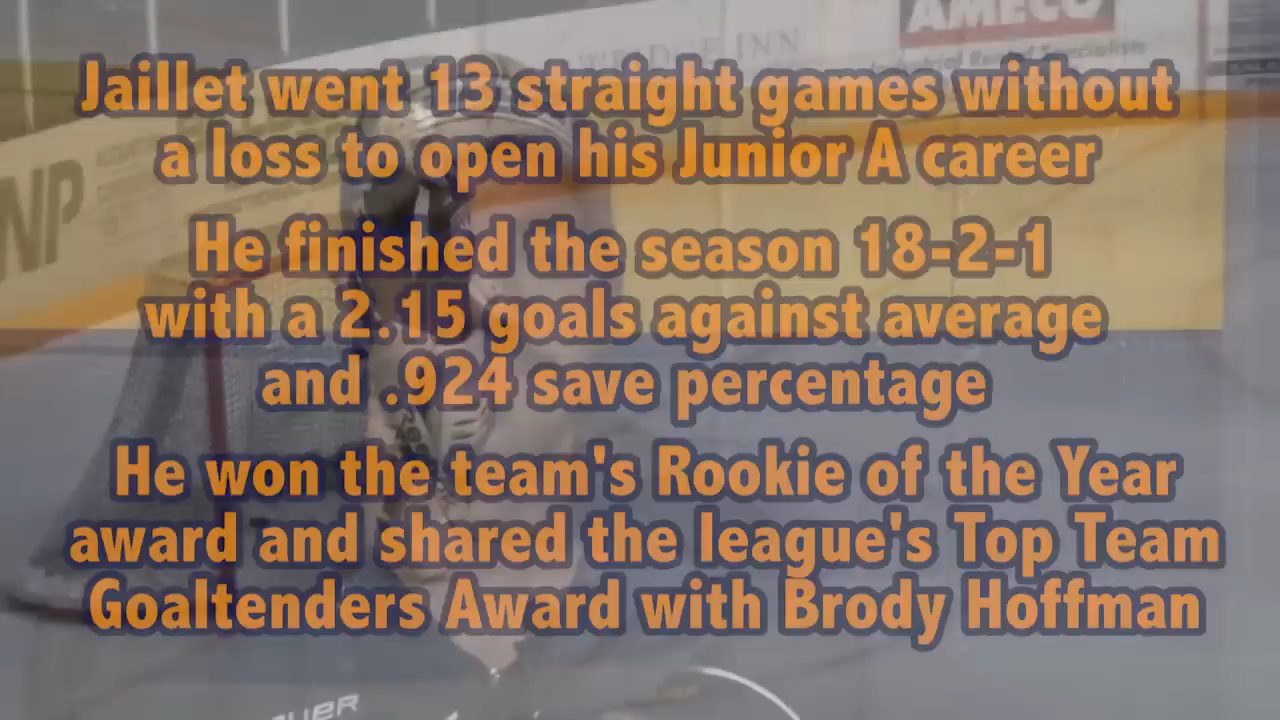 AMECO
Jaillet went 13 straight games without
a loss to open his Junior A career
He finished the season 18-2-1
with a 2.15 goals against average
and .924 save percentage
He won the team's Rookie of the Year
award and shared the league's Top Team
Goaltenders Award with Brody Hoffman